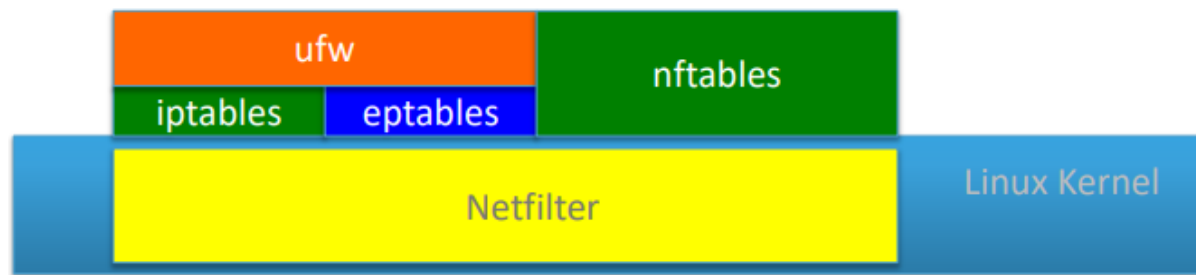 ufw
nftables
iptables
eptables
Netfilter
Linux Kernel